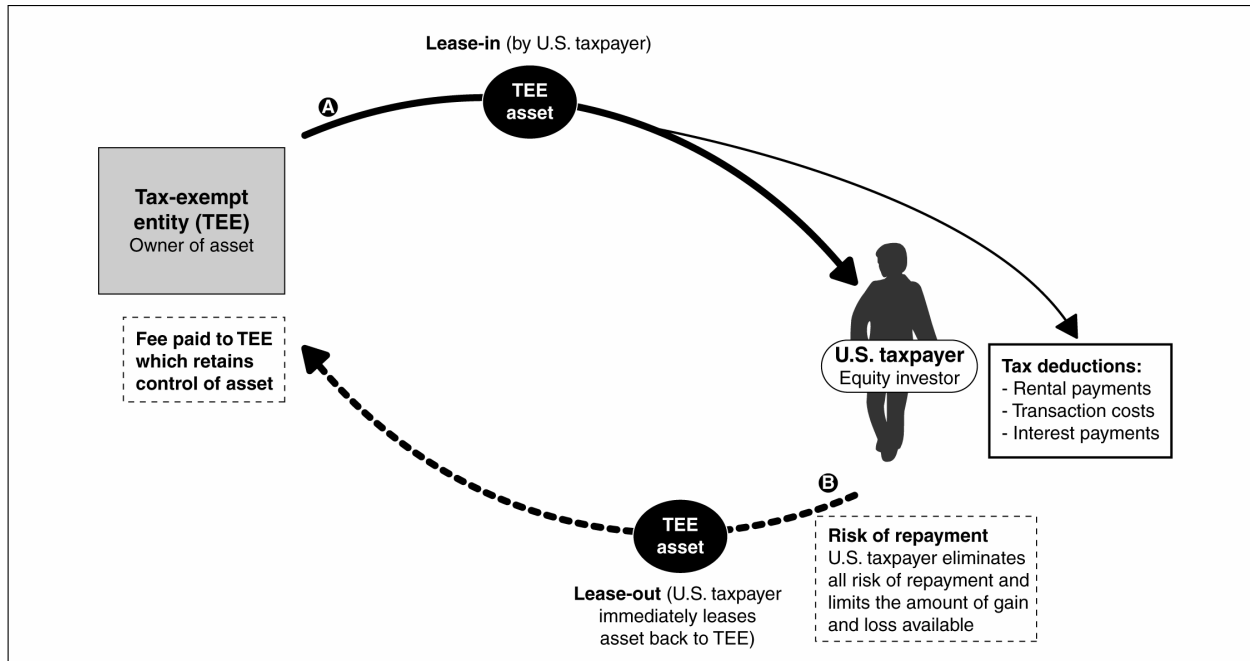 Lease-in (by U.S. taxpayer)
A
TEE
asset
Tax-exempt
entity (TEE)
Owner of asset
Fee paid to TEE
which retains
control of asset
U.S. taxpayer
Equity investor
Tax deductions:
- Rental payments
- Transaction costs
- Interest payments
B
TEE
asset
Lease-out (U.S. taxpayer
immediately leases
asset back to TEE)
Risk of repayment
U.S. taxpayer eliminates
all risk of repayment and
limits the amount of gain
and loss available